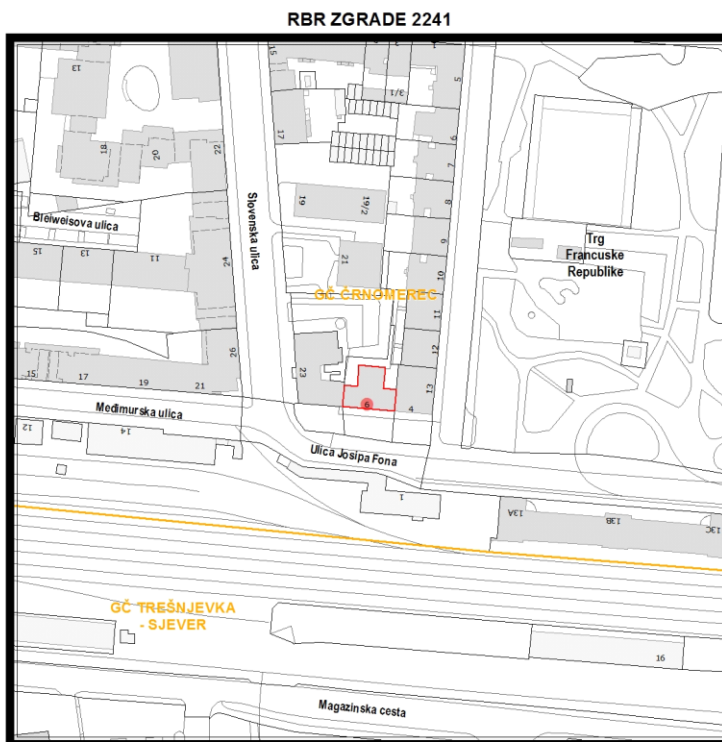 RBR ZGRADE 2241
13
15
5
3/1
17
6
18
20
22
7
19
19/2
8
Slovenska ulica
Bleiweisova ulica
9
Trg
Francuske
Republike
15
13
11
24
21
10
GČ ČRNOMEREC
11
26
12
23
15
17
19
21
13
6
4
Međimurska ulica
12
14
Ulica Josipa Fona
1
13A
13B
13C
GČ TREŠNJEVKA
- SJEVER
16
Magazinska cesta